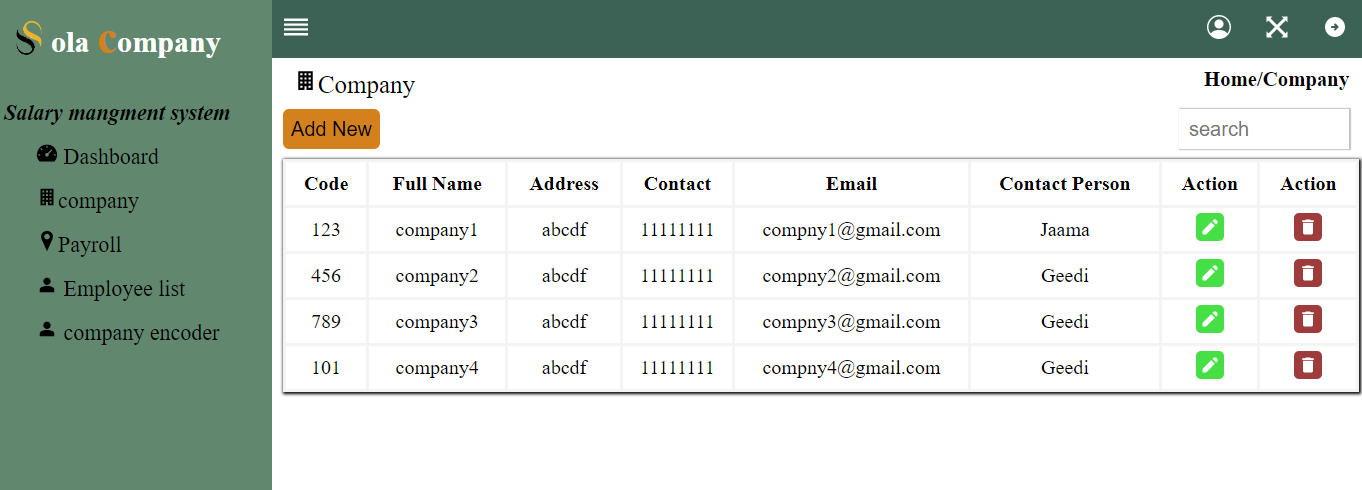 Sola Company
Salary mangment system
Dashboard
company
Payroll
Employee list
company encoder
Company
Home/Company
Add New
search
Code Full Name Address Contact Email Contact Person Action Action
123 company1 abcdf 11111111 compny1@gmail.com Jaama
456 company2 abcdf 11111111 compny2@gmail.com Geedi
789 company3 abcdf 11111111 compny3@gmail.com Geedi
101 company4 abcdf 11111111 compny4@gmail.com Geedi